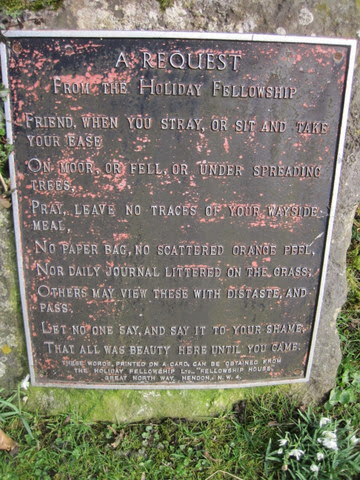 A REQUEST
FROM THE HOLIDAY FELLOWSHIP
FRIEND, WHEN YOU STRAY, OR SIT AND TAKE
YOUR EASE
ON MOOR, OR FELL, OR UNDER SPREADING
TREES,
PRAY, LEAVE NO TRACES OF YOUR WAYSIDE
MEAL,
NO PAPER BAG, NO SCATTERED ORANGE PEEL,
NOR DAILY JOURNAL LITTERED ON THE GRASS;
OTHERS MAY VIEW THESE WITH DISTASTE, AND
PASS.
LET NO ONE SAY, AND SAY IT TO YOUR SHAME,
THAT ALL WAS BEAUTY HERE UNTIL YOU CAME.
THESE WORDS, PRINTED ON A CARD, CAN BE OBTAINED FROM
THE HOLIDAY FELLOWSHIP LTD., "FELLOWSHIP HOUSE,"
GREAT NORTH WAY, HENDON, N.W.4.